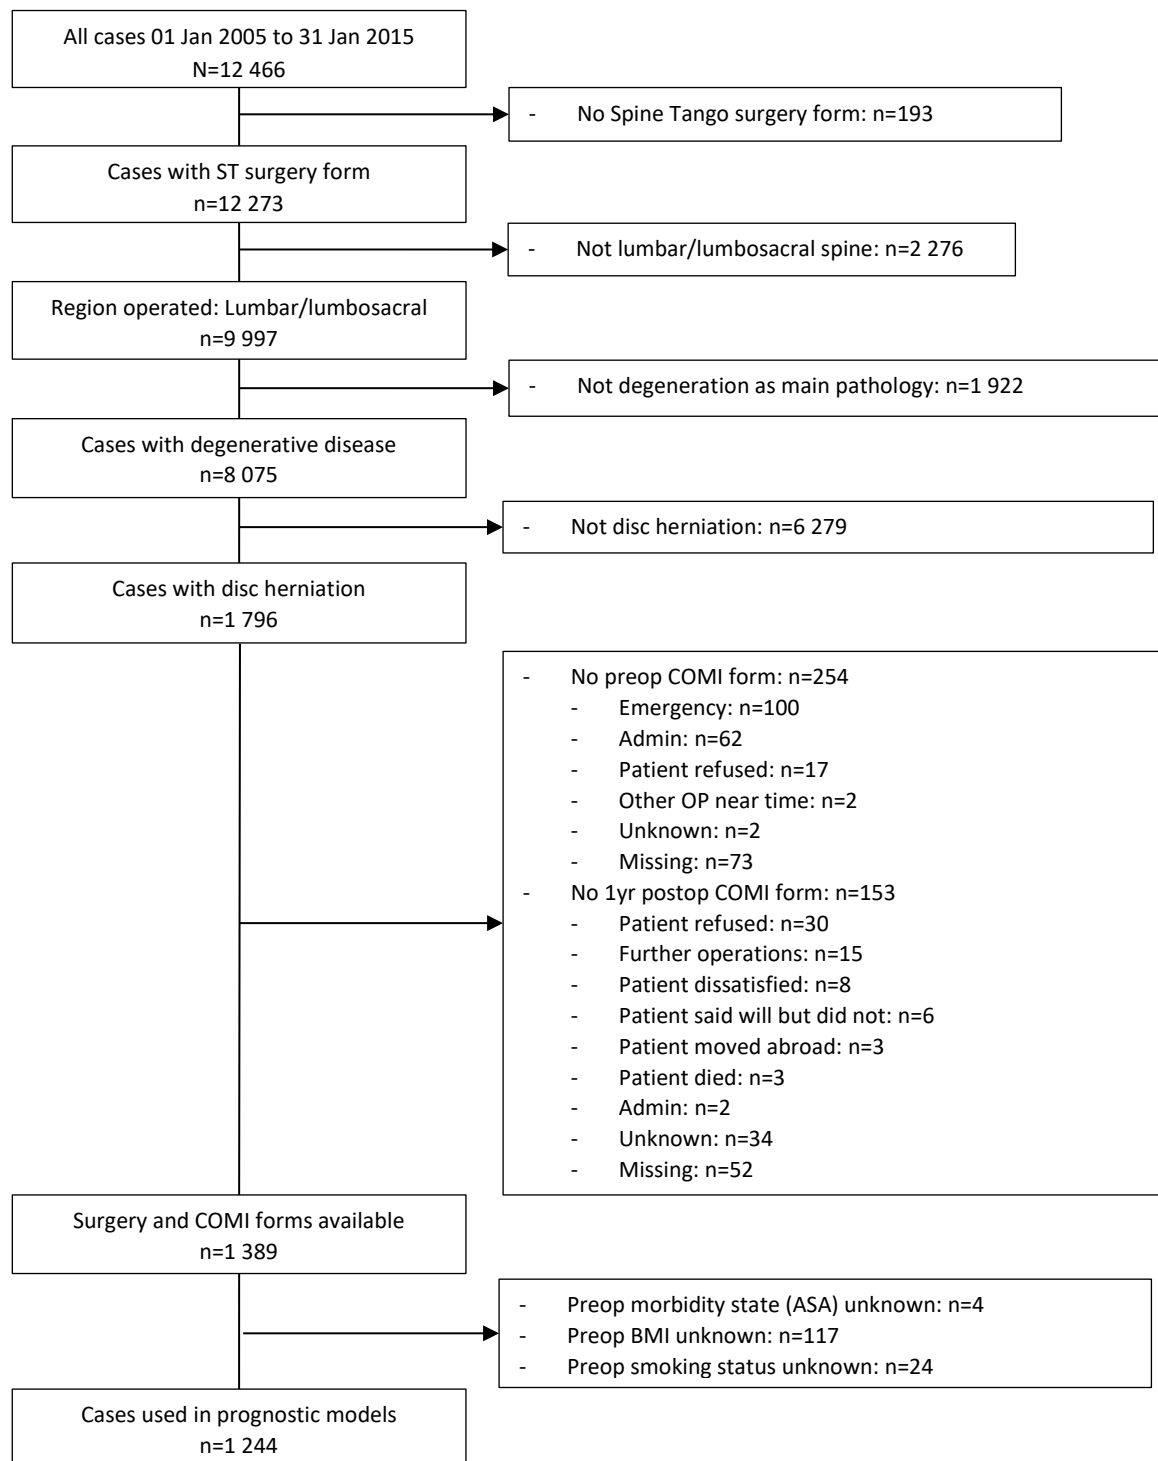 All cases 01 Jan 2005 to 31 Jan 2015
N=12 466
- No Spine Tango surgery form: n=193
Cases with ST surgery form
n=12 273
- Not lumbar/lumbosacral spine: n=2 276
Region operated: Lumbar/lumbosacral
n=9 997
- Not degeneration as main pathology: n=1 922
Cases with degenerative disease
n=8 075
- Not disc herniation: n=6 279
Cases with disc herniation
n=1 796
- No preop COMI form: n=254
- Emergency: n=100
- Admin: n=62
- Patient refused: n=17
- Other OP near time: n=2
- Unknown: n=2
- Missing: n=73
- No 1yr postop COMI form: n=153
- Patient refused: n=30
- Further operations: n=15
- Patient dissatisfied: n=8
- Patient said will but did not: n=6
- Patient moved abroad: n=3
- Patient died: n=3
- Admin: n=2
- Unknown: n=34
- Missing: n=52
Surgery and COMI forms available
n=1 389
- Preop morbidity state (ASA) unknown: n=4
- Preop BMI unknown: n=117
- Preop smoking status unknown: n=24
Cases used in prognostic models
n=1 244